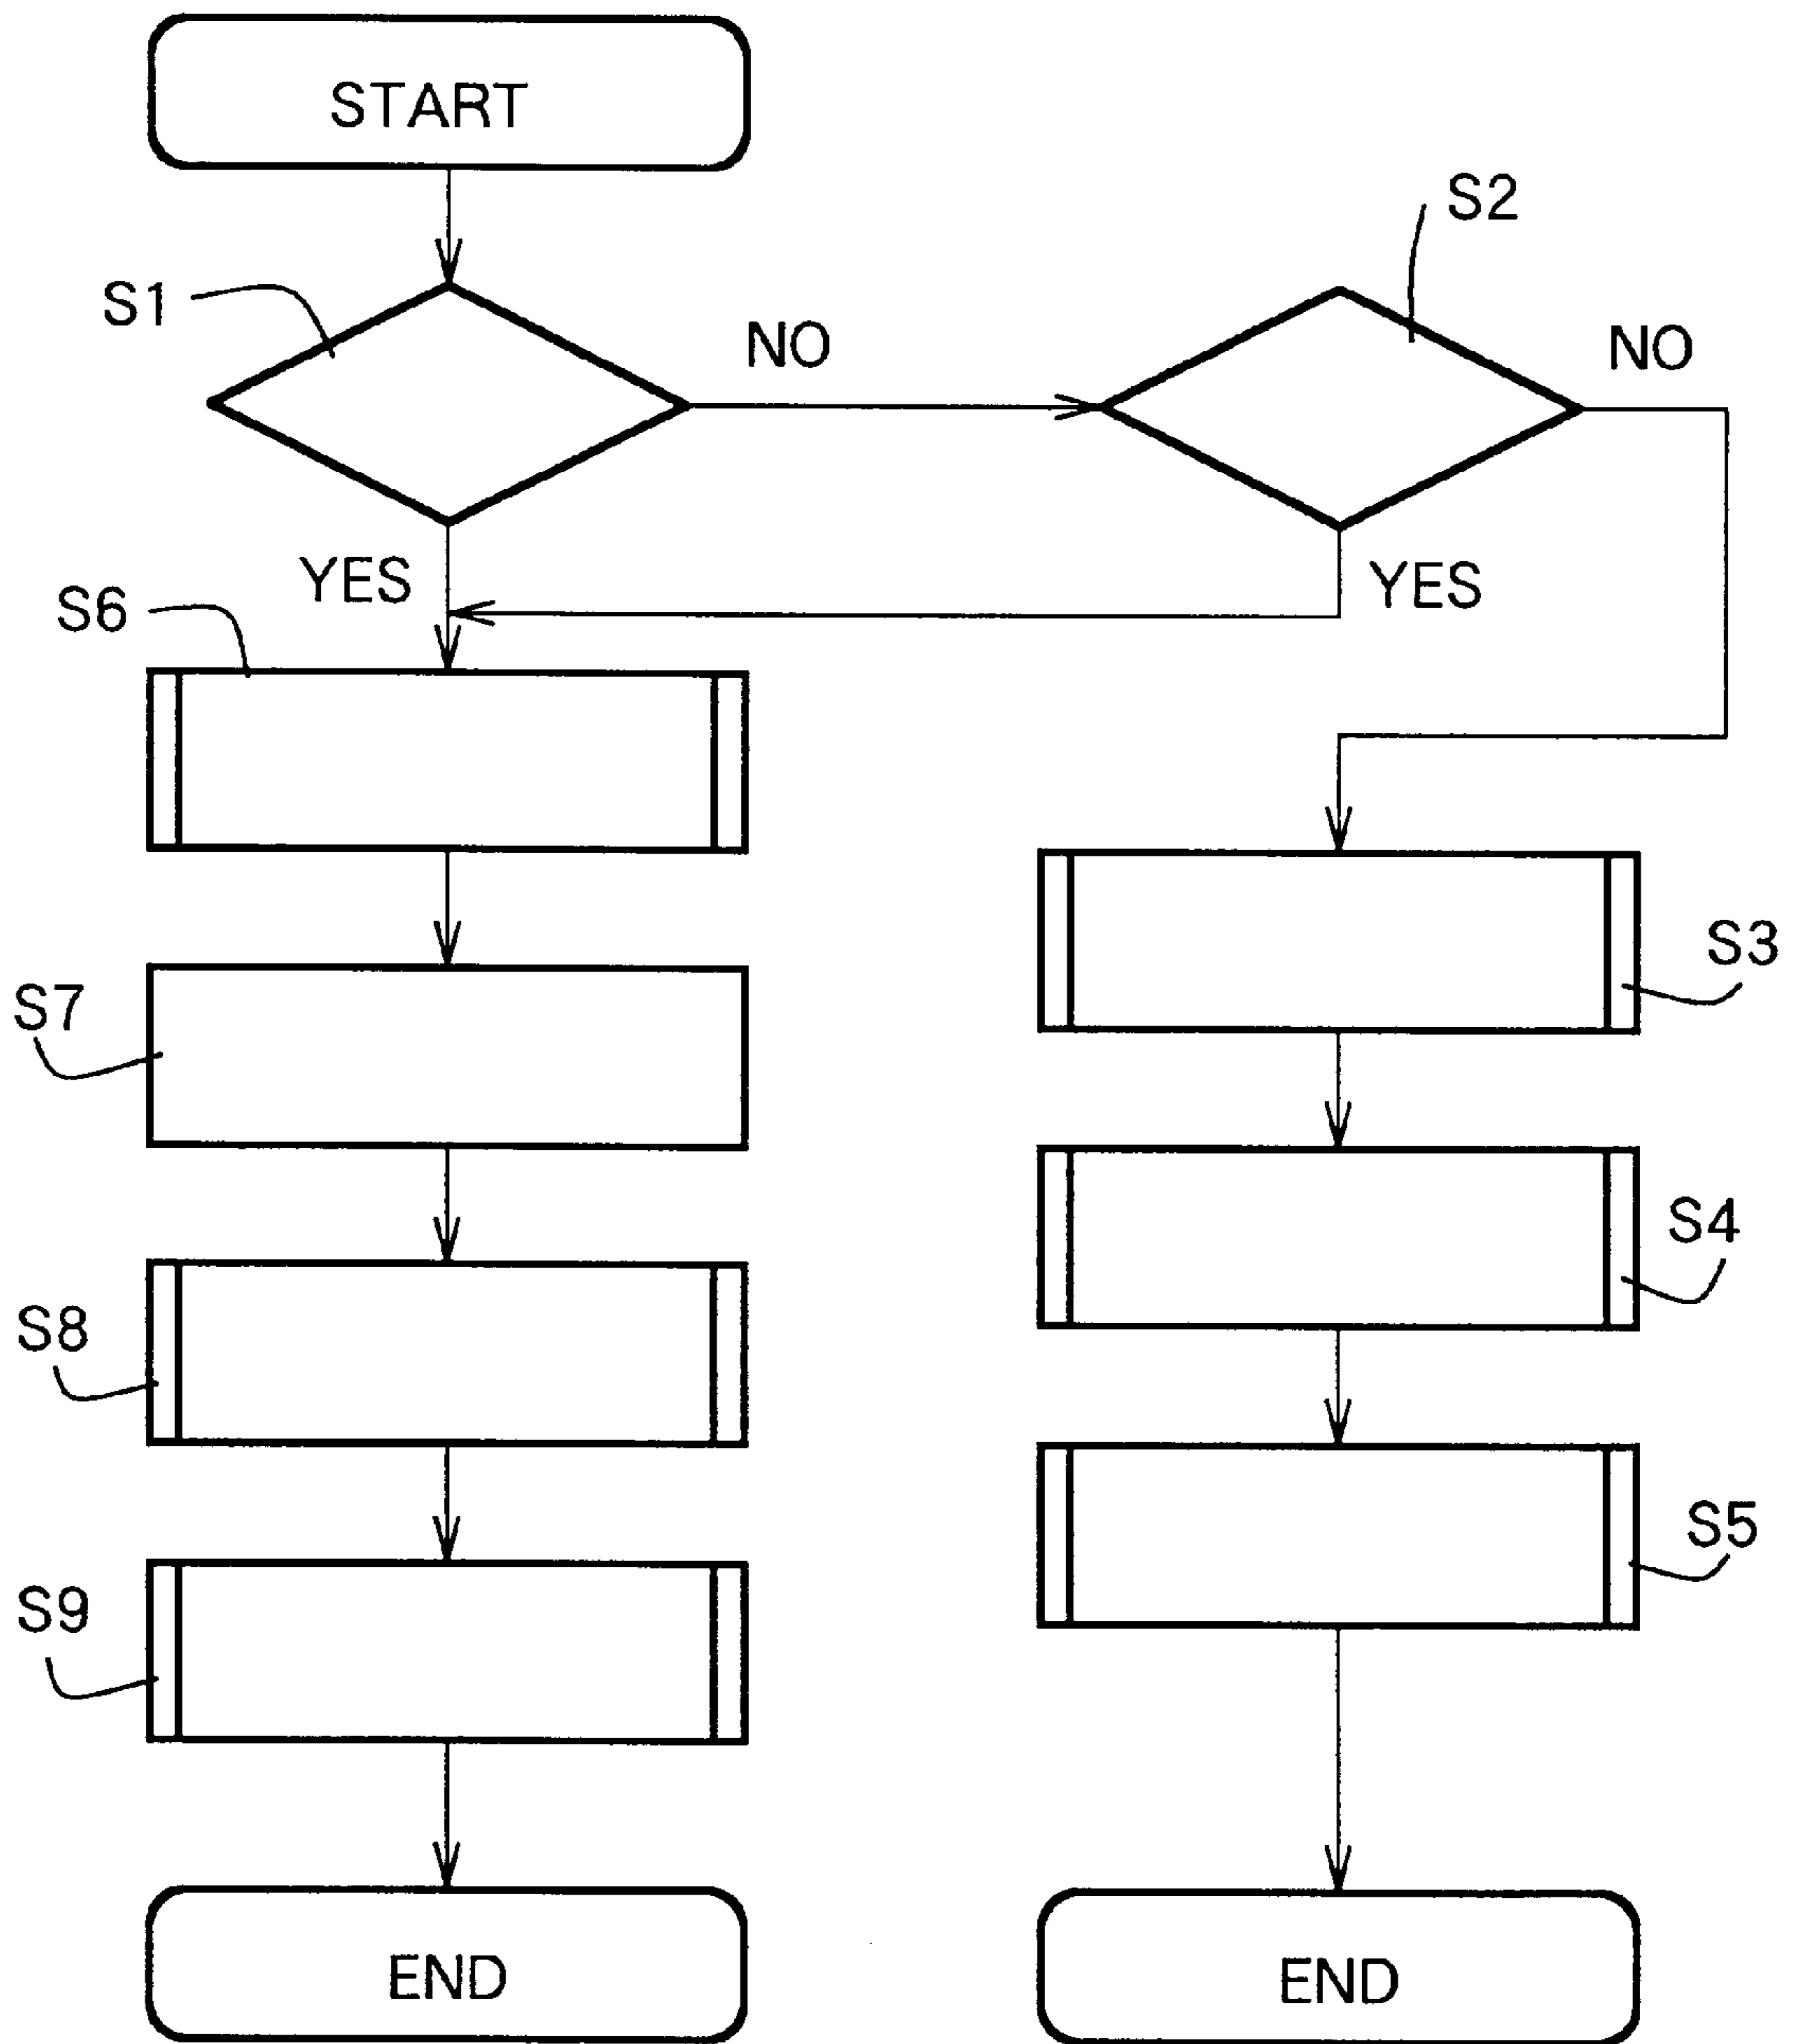 START
S2
S1
NO
NO
YES
YES
S6
S3
S7
S4
S8
S5
S9
END
END